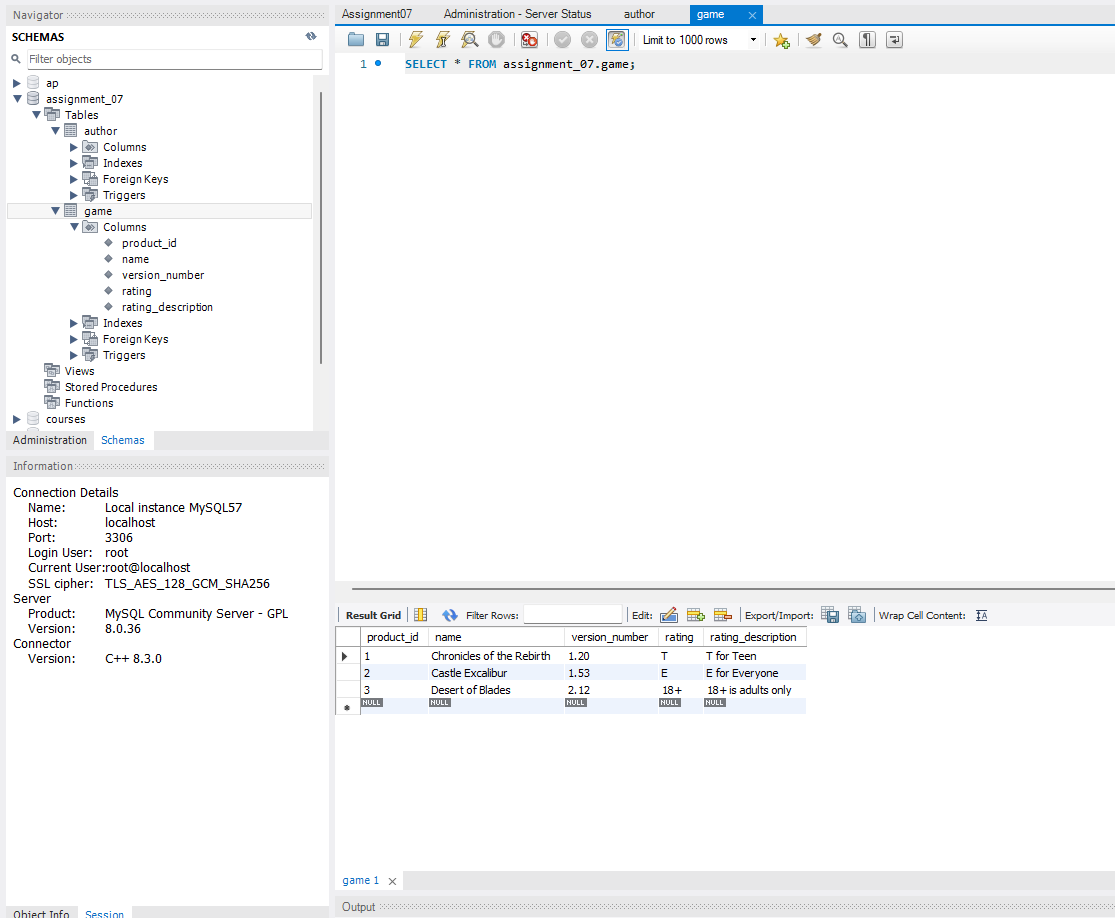 Navigator
SCHEMAS
Filter objects
ap
assignment_07
Tables
author
Columns
Indexes
Foreign Keys
Triggers
game
Columns
product_id
name
version_number
rating
rating_description
Indexes
Foreign Keys
Triggers
Views
Stored Procedures
Functions
courses
Administration Schemas
Information
Connection Details
Name: Local instance MySQL57
Host: localhost
Port: 3306
Login User: root
Current User: root@localhost
SSL cipher: TLS_AES_128_GCM_SHA256
Server
Product: MySQL Community Server - GPL
Version: 8.0.36
Connector
Version: C++ 8.3.0
Object Info Session
Assignment07 Administration - Server Status author game
Limit to 1000 rows
1 SELECT * FROM assignment_07.game;
Result Grid Filter Rows: Edit: Export/Import: Wrap Cell Content:
product_id name version_number rating rating_description
1 Chronicles of the Rebirth 1.20 T T for Teen
2 Castle Excalibur 1.53 E E for Everyone
3 Desert of Blades 2.12 18+ 18+ is adults only
NULL NULL NULL NULL NULL
game 1
Output